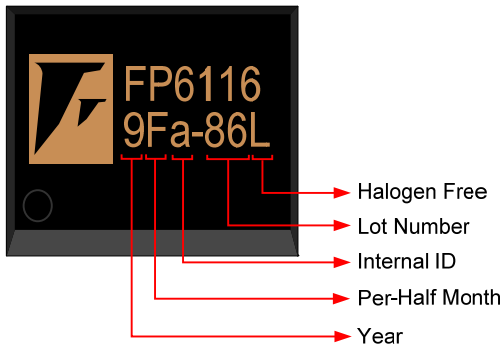 FP6116
9Fa-86L
Halogen Free
Lot Number
Internal ID
Per-Half Month
Year